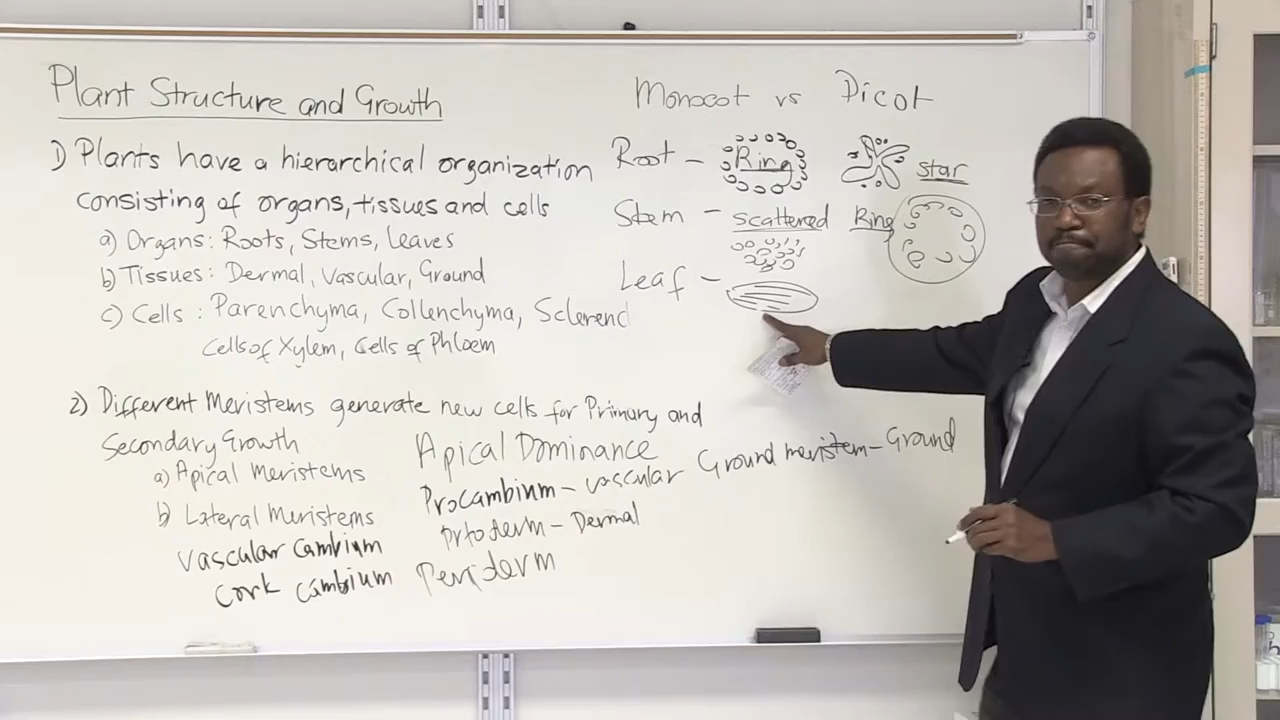 Plant Structure and Growth
1) Plants have a hierarchical organization
consisting of organs, tissues and cells
a) Organs: Roots, Stems, Leaves
b) Tissues: Dermal, Vascular, Ground
c) Cells: Parenchyma, Collenchyma, Sclerend
Cells of Xylem, Cells of Phloem
2) Different Meristems generate new cells for Primary and
Secondary Growth
a) Apical Meristems
b) Lateral Meristems
Vascular Cambium
Cork Cambium
Apical Dominance
Procambium - vascular Ground meristem - Ground
Prtoderm - Dermal
Periderm
Monocot vs Dicot
Root - Ring star
Stem - scattered Ring
Leaf -